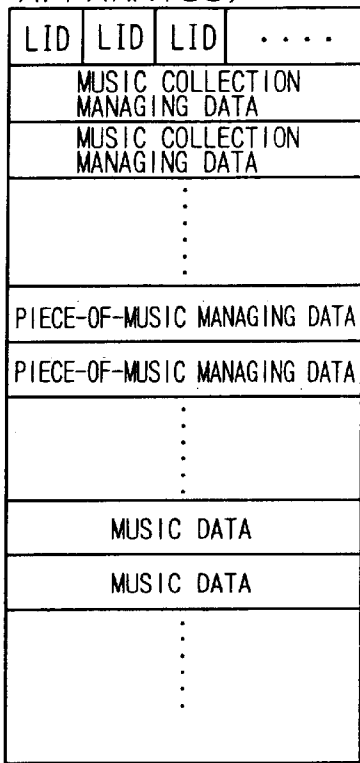 LID LID LID ....
MUSIC COLLECTION
MANAGING DATA
MUSIC COLLECTION
MANAGING DATA
PIECE-OF-MUSIC MANAGING DATA
PIECE-OF-MUSIC MANAGING DATA
MUSIC DATA
MUSIC DATA